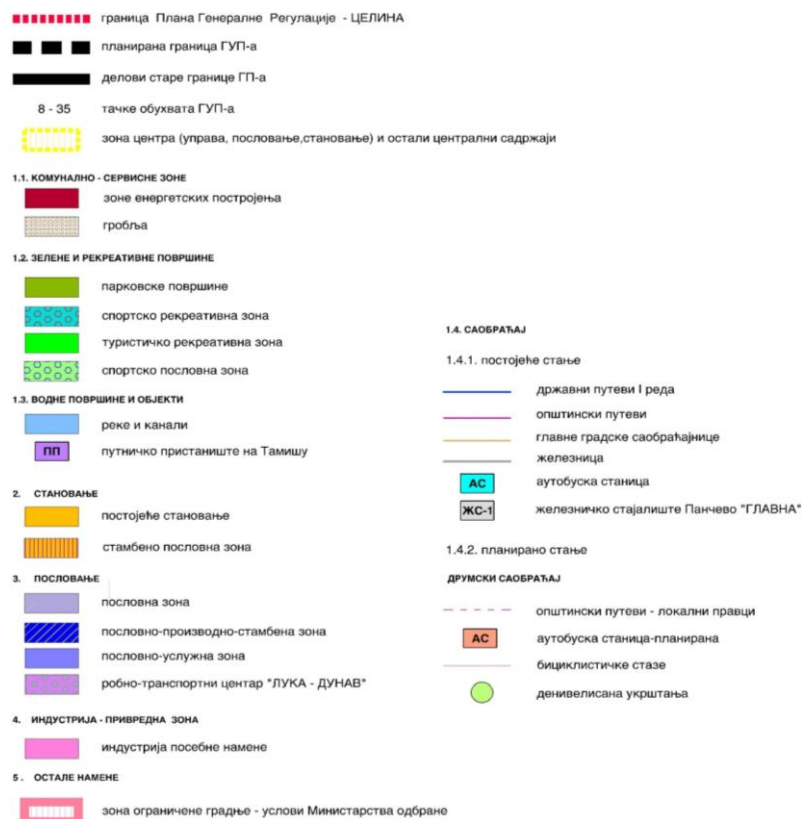 граница Плана Генералне Регулације - ЦЕЛИНА
планирана граница ГУП-а
делови старе границе ГП-а
8 - 35 тачке обухвата ГУП-а
зона центра (управа, пословање,становање) и остали централни садржаји
1.1. КОМУНАЛНО - СЕРВИСНЕ ЗОНЕ
зоне енергетских постројења
гробља
1.2. ЗЕЛЕНЕ И РЕКРЕАТИВНЕ ПОВРШИНЕ
парковске површине
спортско рекреативна зона
туристичко рекреативна зона
спортско пословна зона
1.3. ВОДНЕ ПОВРШИНЕ И ОБЈЕКТИ
реке и канали
ПП путничко пристаниште на Тамишу
2. СТАНОВАЊЕ
постојеће становање
стамбено пословна зона
3. ПОСЛОВАЊЕ
пословна зона
пословно-производно-стамбена зона
пословно-услужна зона
робно-транспортни центар "ЛУКА - ДУНАВ"
4. ИНДУСТРИЈА - ПРИВРЕДНА ЗОНА
индустрија посебне намене
5 . ОСТАЛЕ НАМЕНЕ
зона ограничене градње - услови Министарства одбране
1.4. САОБРАЋАЈ
1.4.1. постојеће стање
државни путеви I реда
општински путеви
главне градске саобраћајнице
железница
АС аутобуска станица
ЖС-1 железничко стајалиште Панчево "ГЛАВНА"
1.4.2. планирано стање
ДРУМСКИ САОБРАЋАЈ
општински путеви - локални правци
АС аутобуска станица-планирана
бициклистичке стазе
денивелисана укрштања